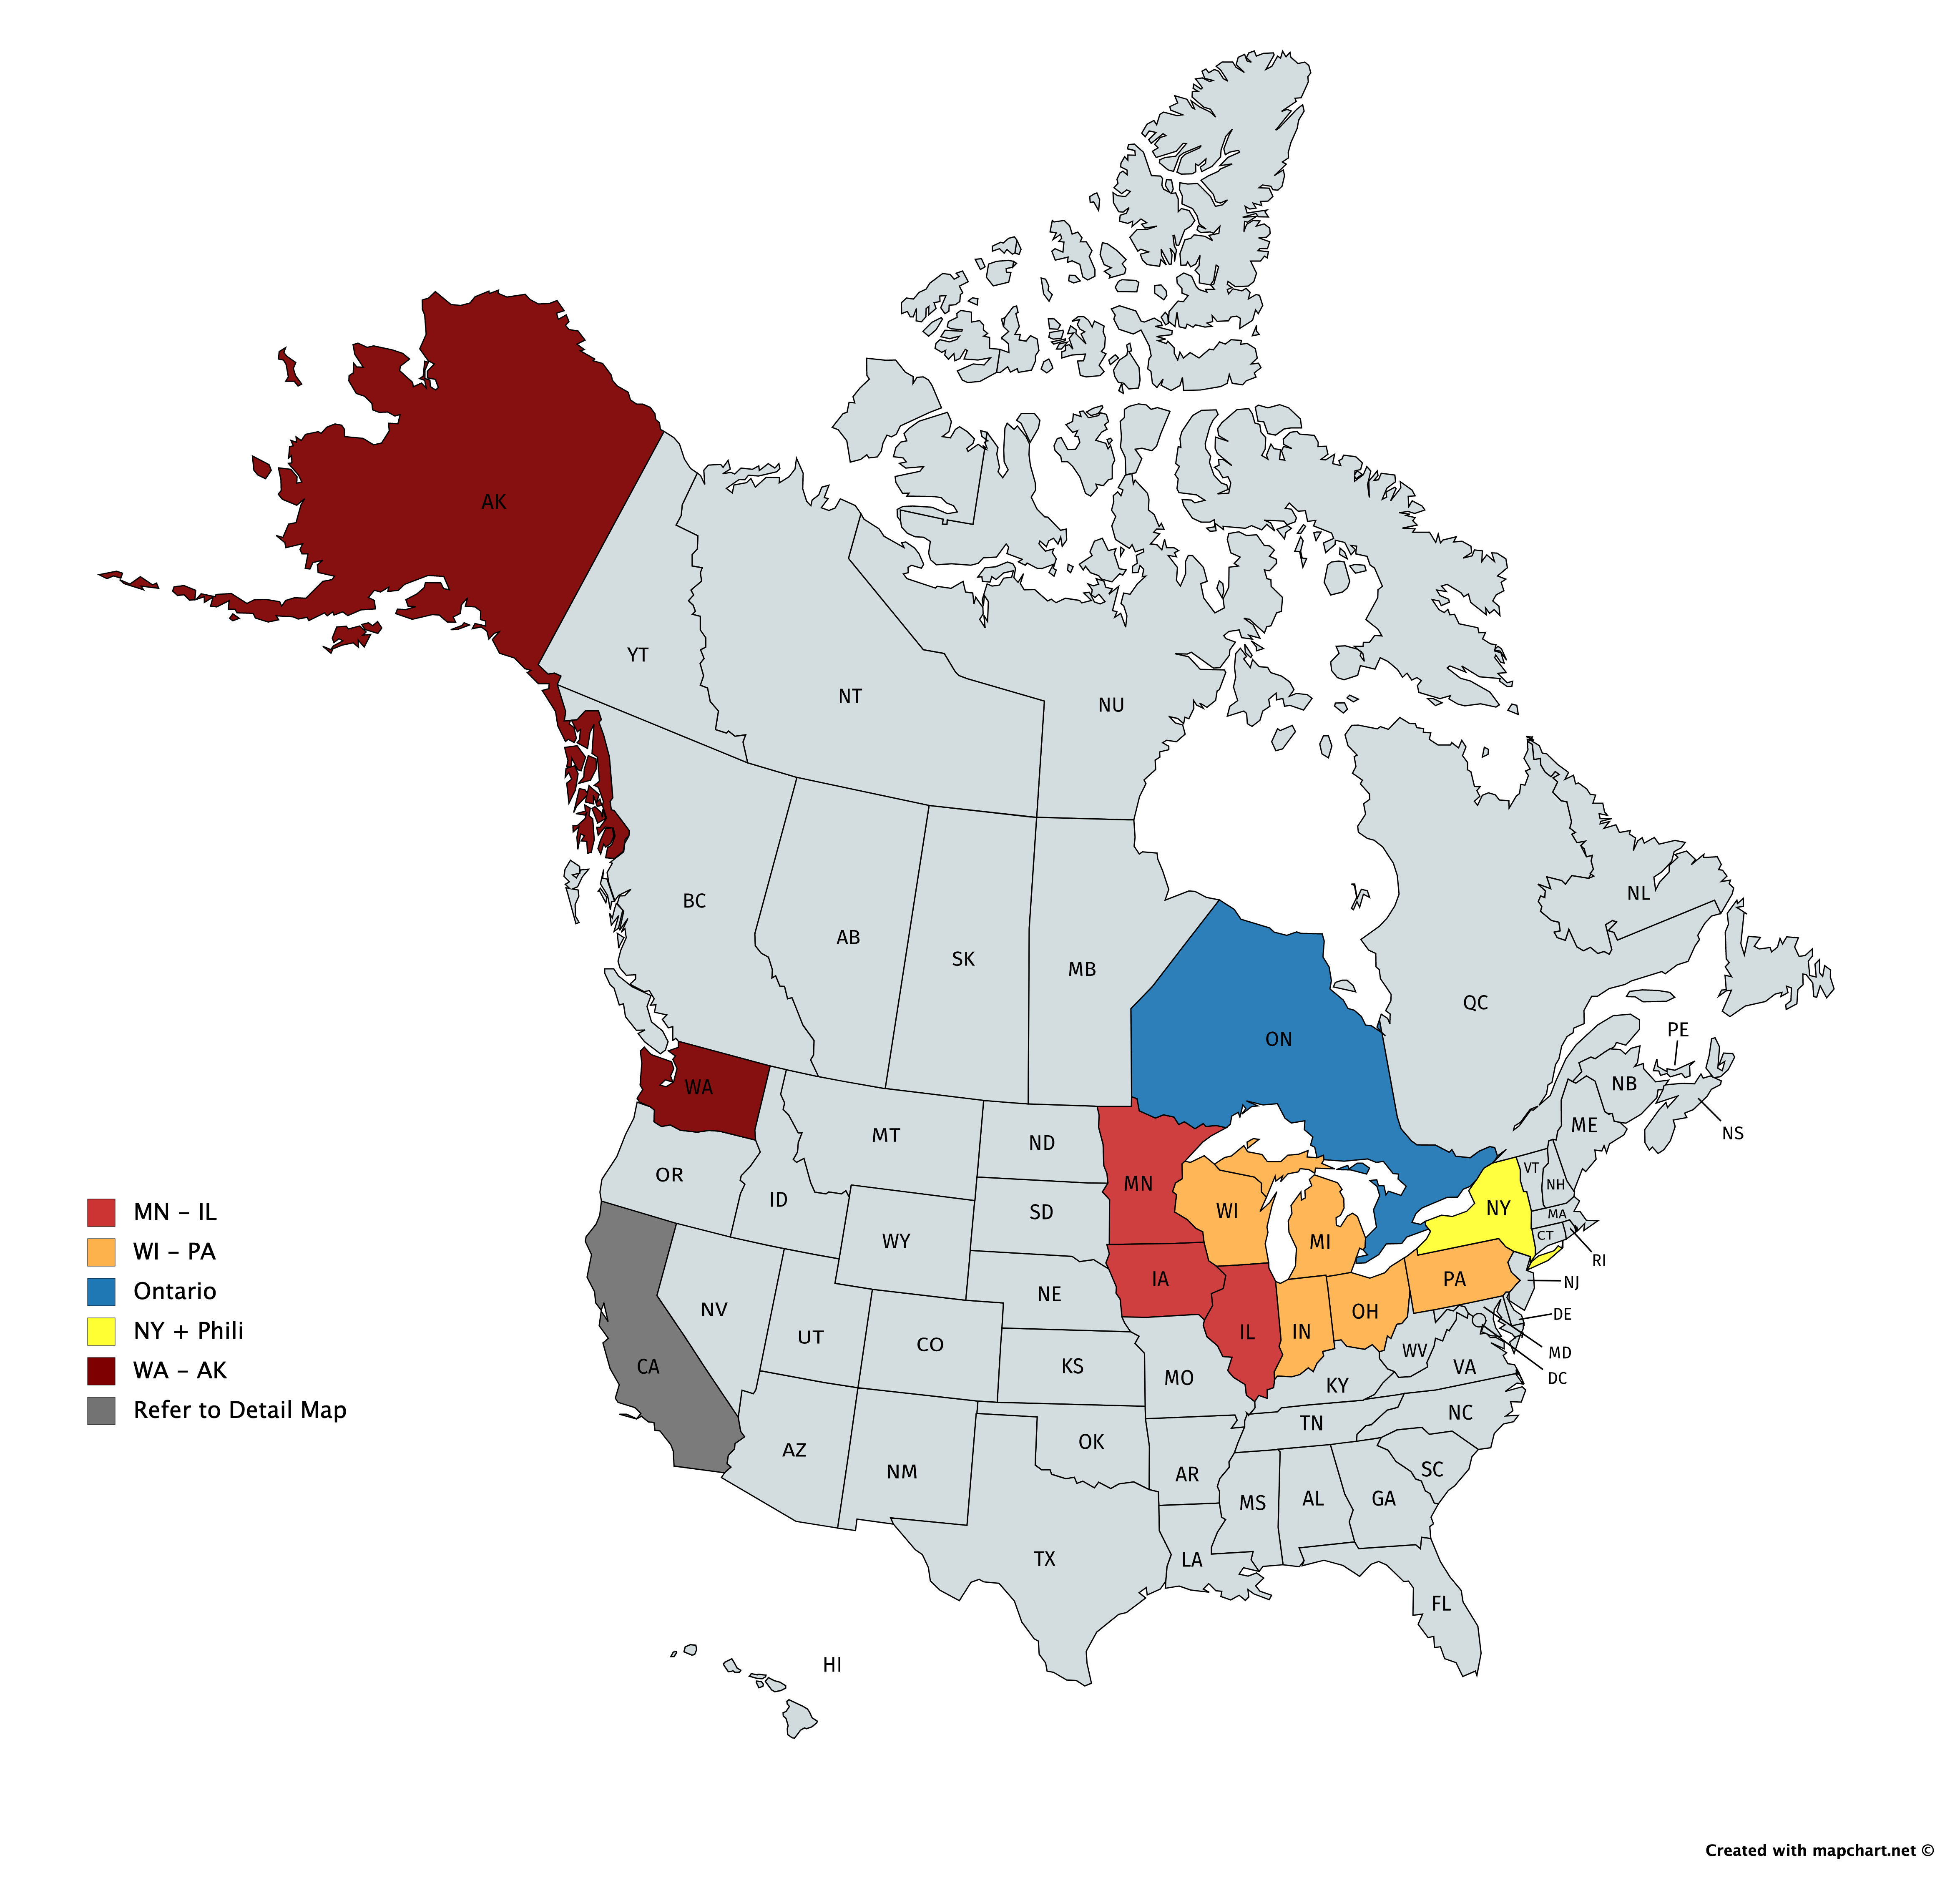 AK
YT
NT
NU
BC
AB
SK
MB
ON
QC
NL
PE
NB
NS
ME
WA
MT
ND
MN
OR
ID
WY
SD
WI
MI
NY
VT
NH
MA
CT
RI
NJ
PA
DE
MD
DC
IA
NE
IL
IN
OH
WV
VA
KY
NV
UT
CO
KS
MO
CA
AZ
NM
OK
AR
TN
NC
SC
MS
AL
GA
TX
LA
FL
HI
MN – IL
WI – PA
Ontario
NY + Phili
WA – AK
Refer to Detail Map
Created with mapchart.net ©